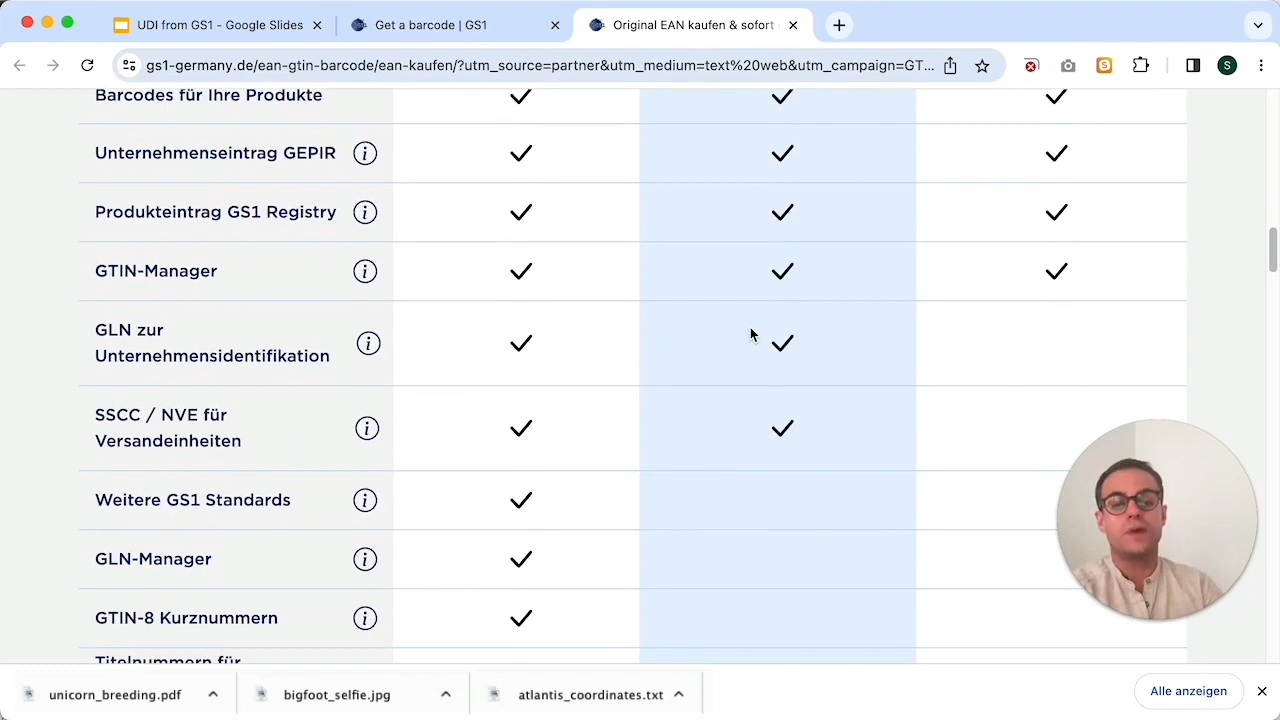 UDI from GS1 - Google Slides
Get a barcode | GS1
Original EAN kaufen & sofort
gs1-germany.de/ean-gtin-barcode/ean-kaufen/?utm_source=partner&utm_medium=text%20web&utm_campaign=GT...
S
S
Barcodes für Ihre Produkte
Unternehmenseintrag GEPIR
Produkteintrag GS1 Registry
GTIN-Manager
GLN zur
Unternehmensidentifikation
SSCC / NVE für
Versandeinheiten
Weitere GS1 Standards
GLN-Manager
GTIN-8 Kurznummern
Titelnummern für
unicorn_breeding.pdf
bigfoot_selfie.jpg
atlantis_coordinates.txt
Alle anzeigen